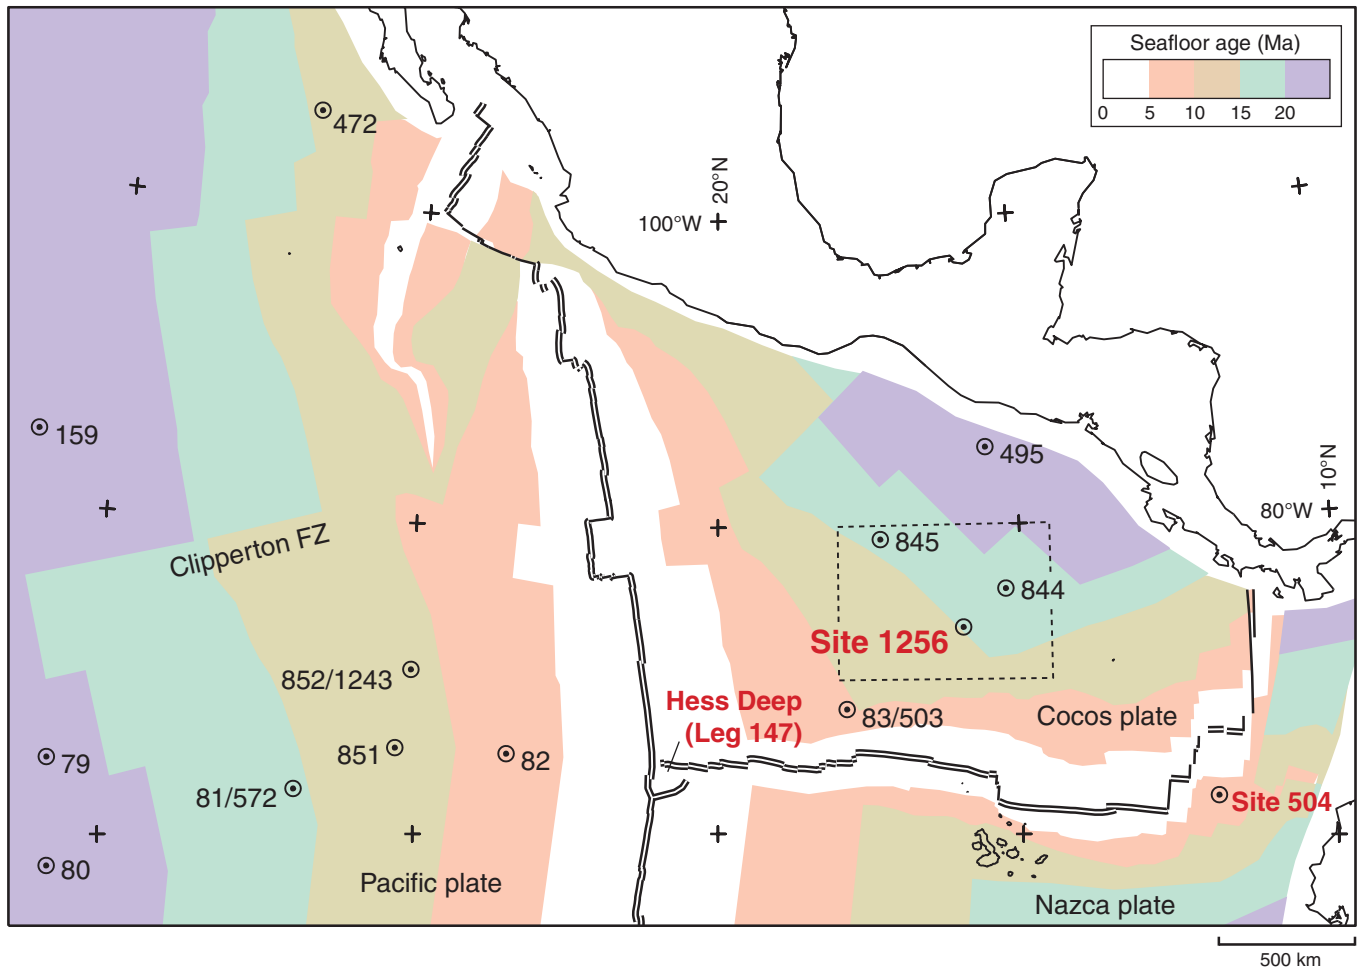 Seafloor age (Ma)
0 5 10 15 20
472
20°N
100°W
159
495
10°N
80°W
Clipperton FZ
845
844
Site 1256
852/1243
Hess Deep
(Leg 147)
83/503
Cocos plate
851
82
79
81/572
Site 504
80
Pacific plate
Nazca plate
500 km